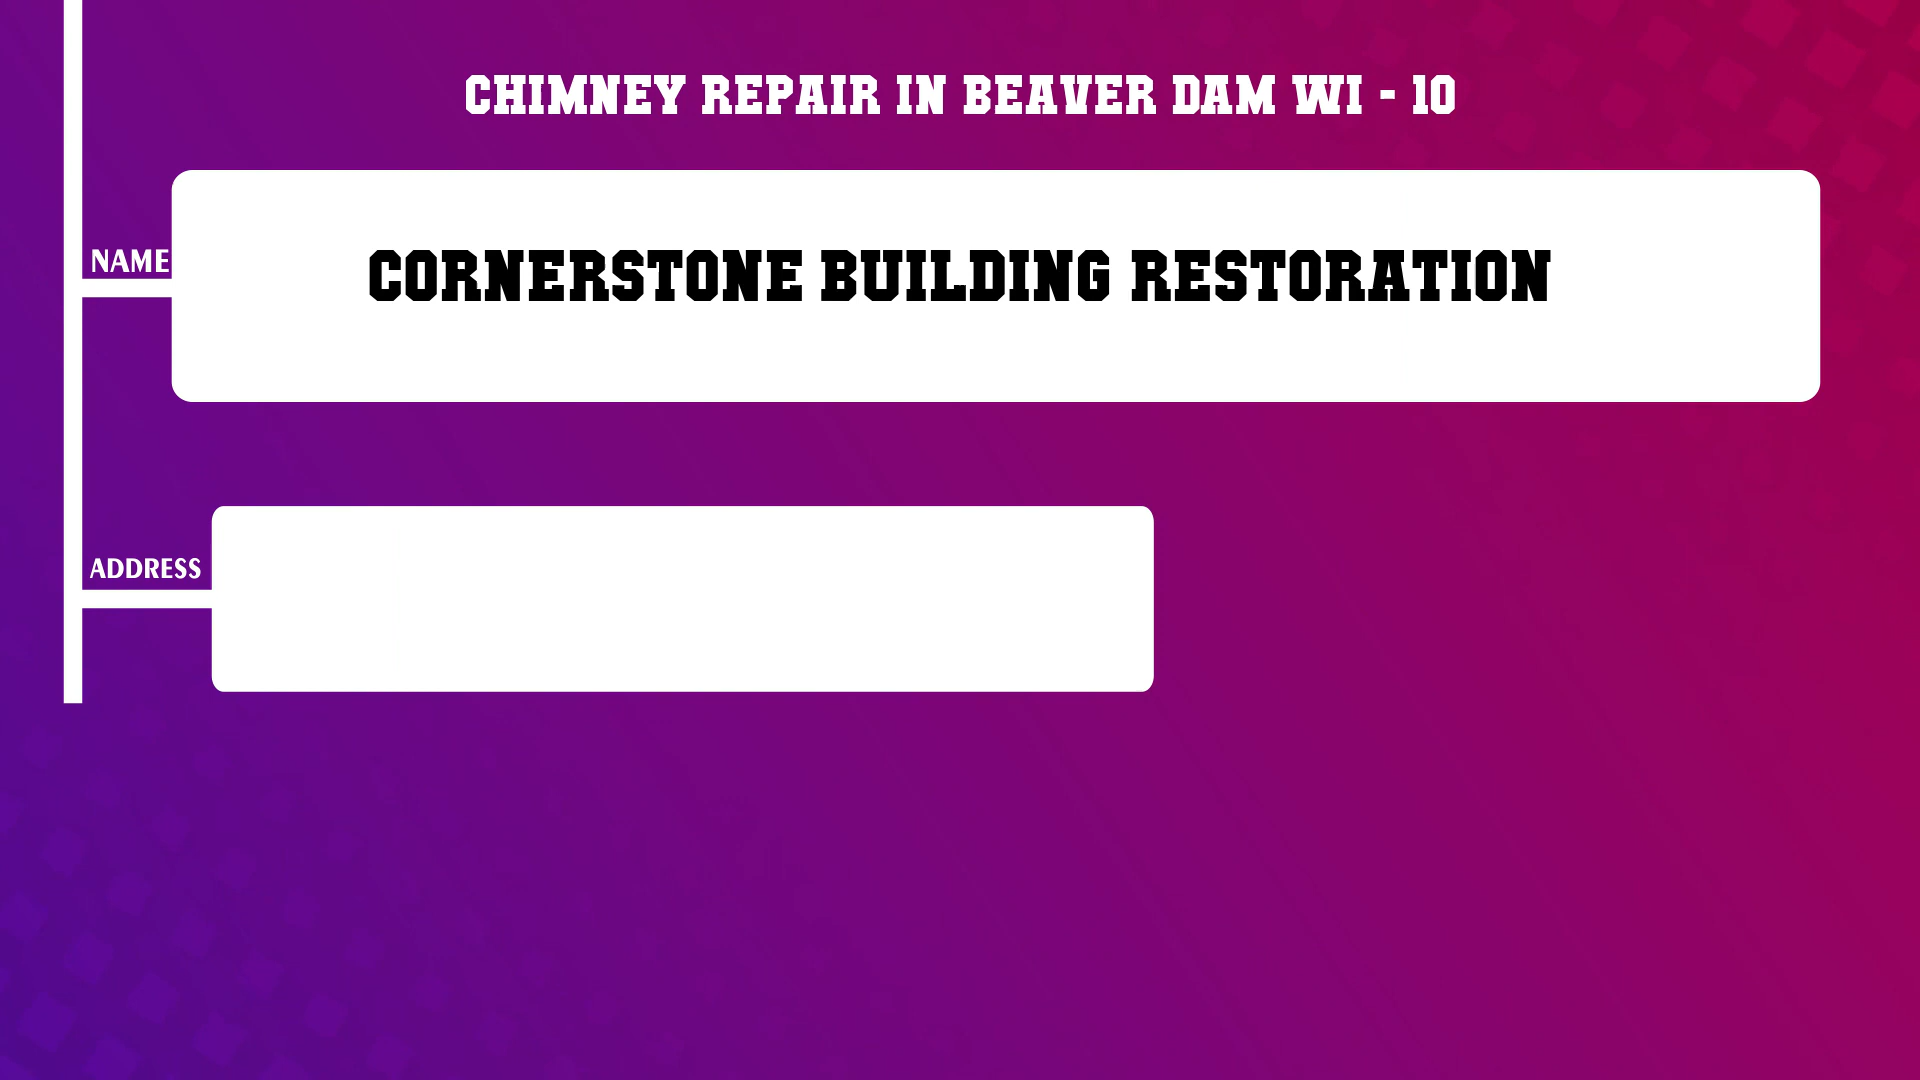 CHIMNEY REPAIR IN BEAVER DAM WI - 10
NAME
CORNERSTONE BUILDING RESTORATION
ADDRESS